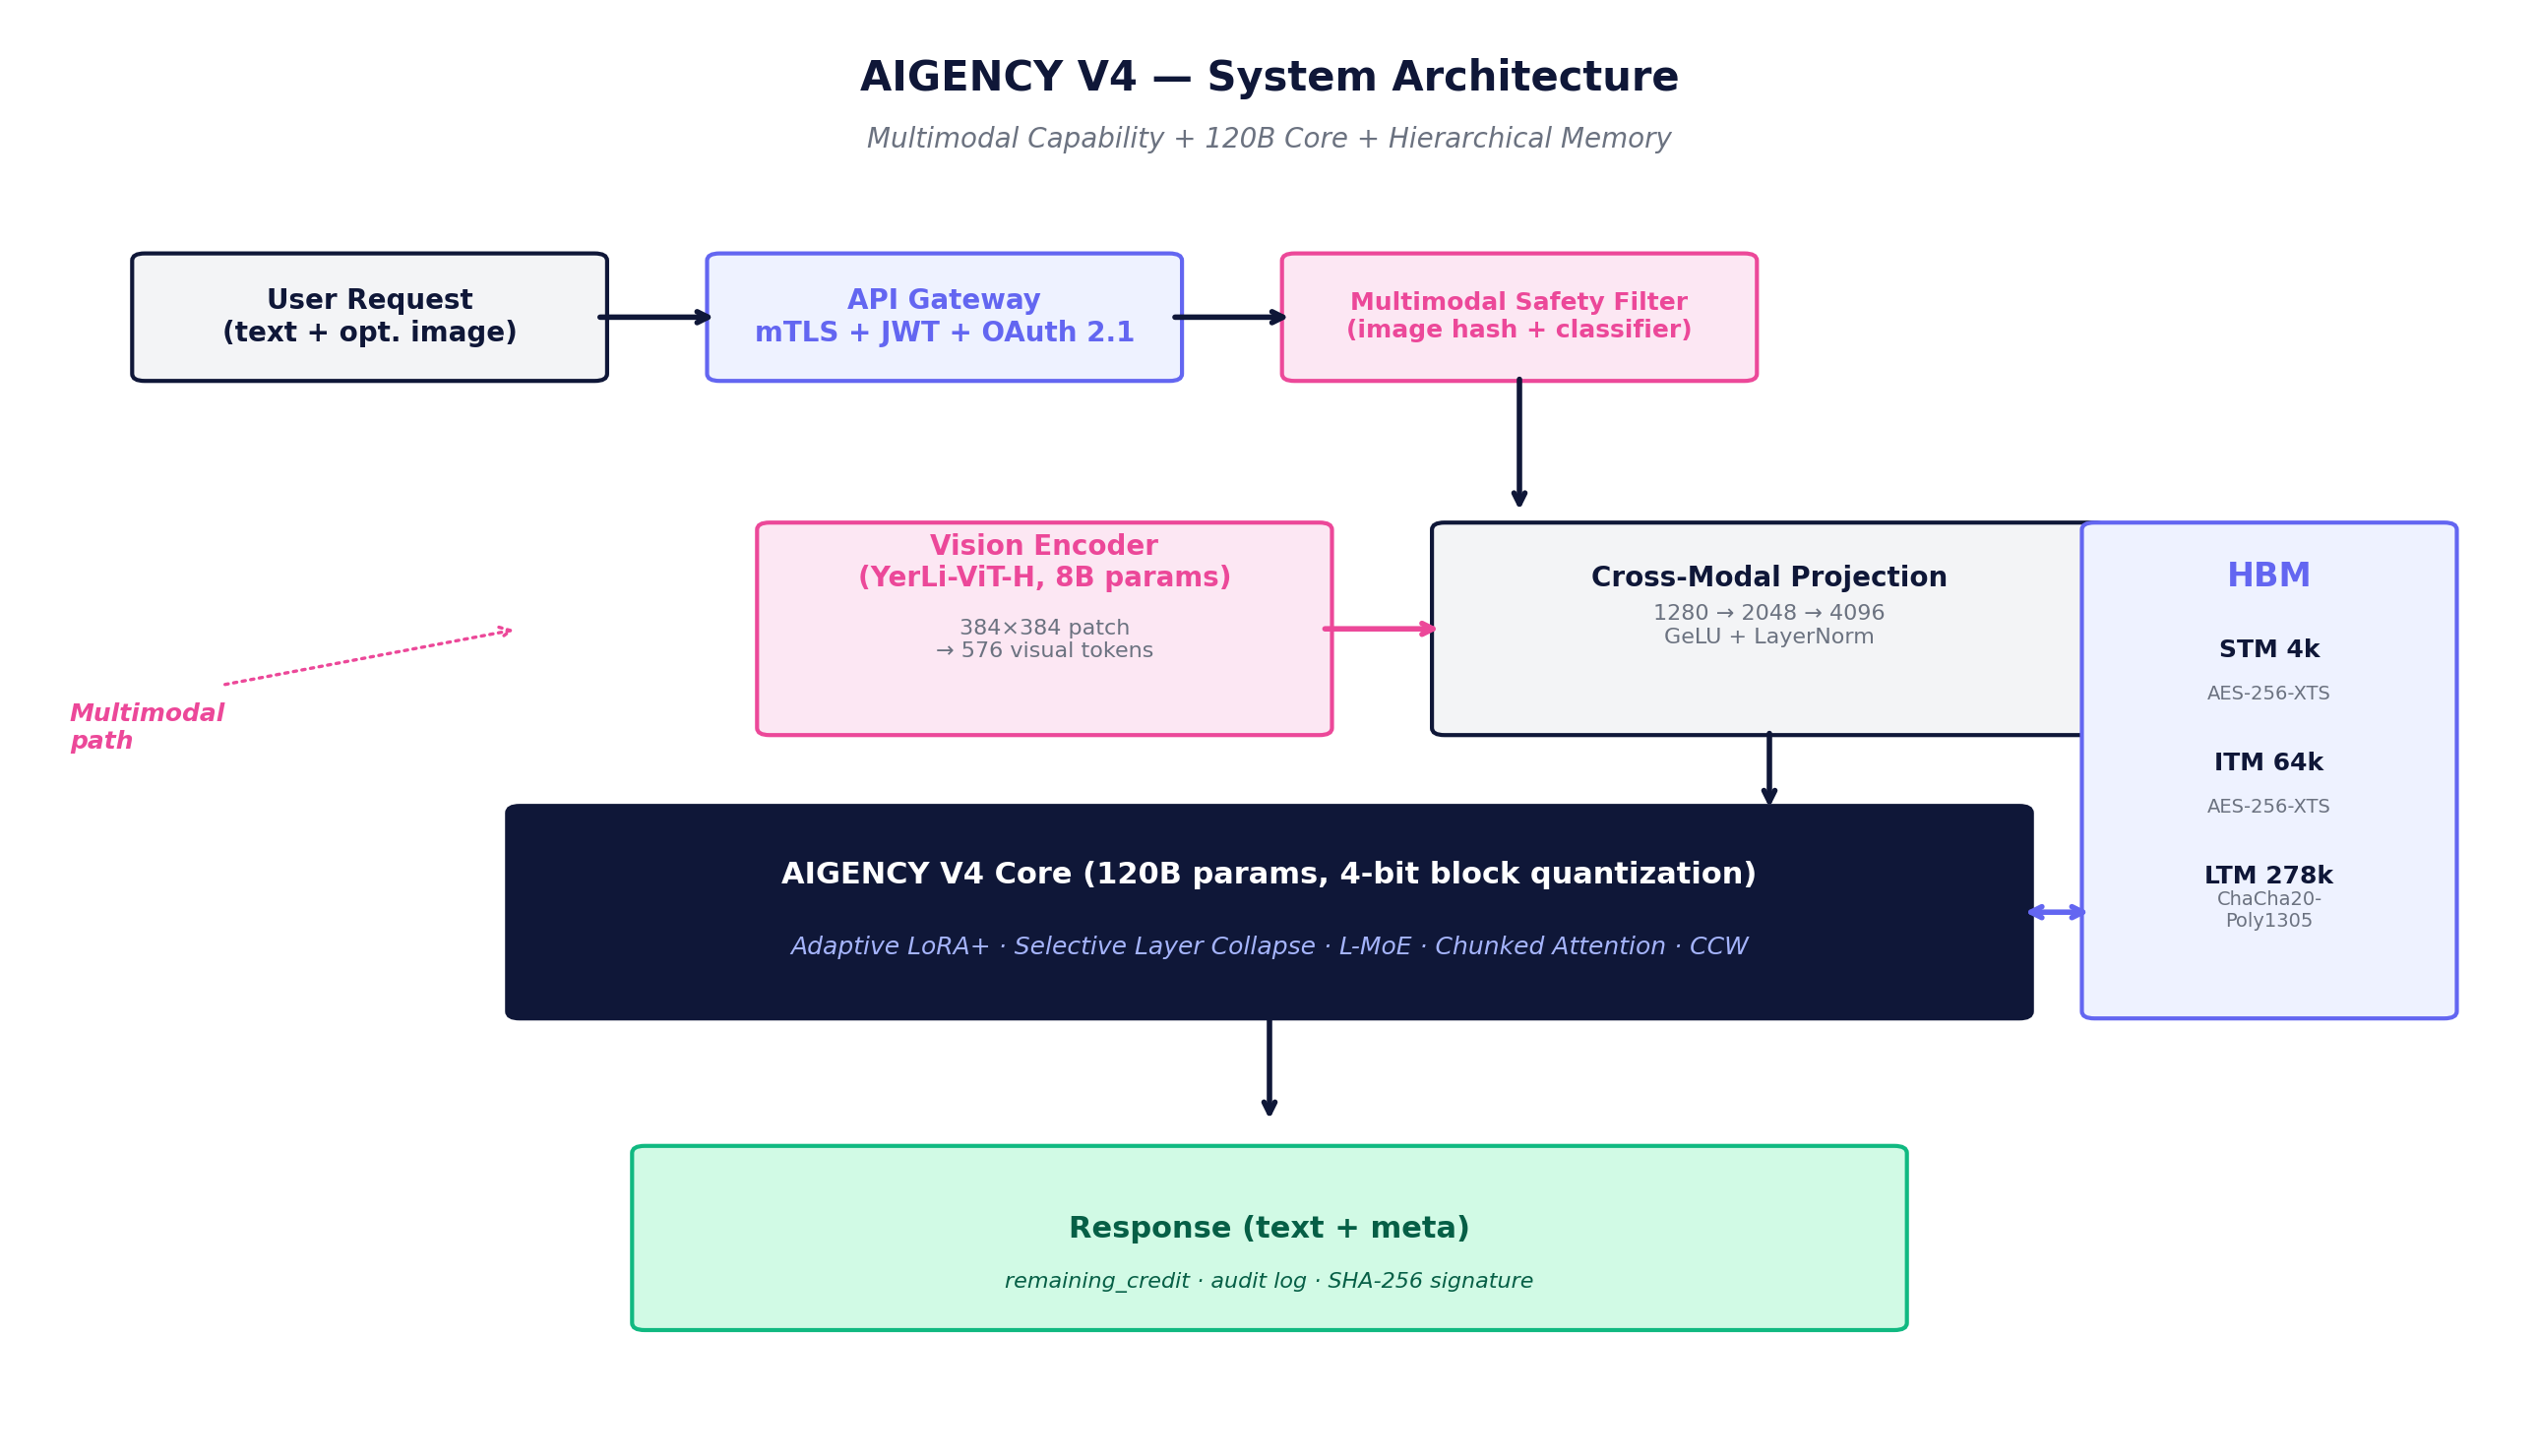 AIGENCY V4 — System Architecture
Multimodal Capability + 120B Core + Hierarchical Memory
User Request
(text + opt. image)
API Gateway
mTLS + JWT + OAuth 2.1
Multimodal Safety Filter
(image hash + classifier)
Vision Encoder
(YerLi-ViT-H, 8B params)
384×384 patch
→ 576 visual tokens
Cross-Modal Projection
1280 → 2048 → 4096
GeLU + LayerNorm
HBM
STM 4k
AES-256-XTS
ITM 64k
AES-256-XTS
LTM 278k
ChaCha20-
Poly1305
Multimodal
path
AIGENCY V4 Core (120B params, 4-bit block quantization)
Adaptive LoRA+ · Selective Layer Collapse · L-MoE · Chunked Attention · CCW
Response (text + meta)
remaining_credit · audit log · SHA-256 signature